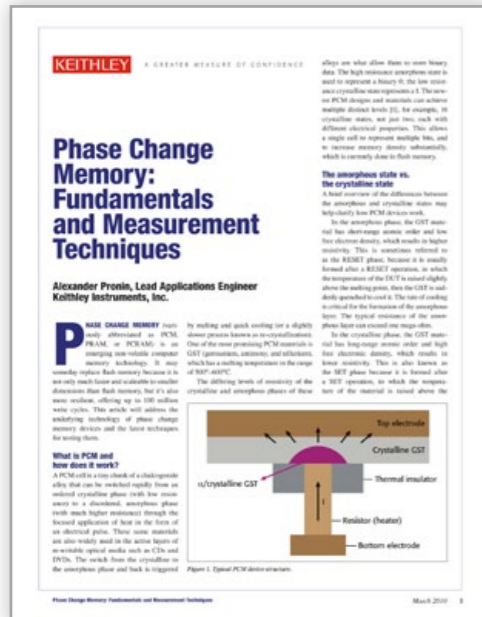 KEITHLEY
A GREATER MEASURE OF CONFIDENCE
Phase Change
Memory:
Fundamentals
and Measurement
Techniques
Alexander Pronin, Lead Applications Engineer
Keithley Instruments, Inc.
PHASE CHANGE MEMORY (vari-
ously abbreviated as PCM,
PRAM, or PCRAM) is an
emerging non-volatile computer
memory technology. It may
someday replace flash memory because it is
not only much faster and scaleable to smaller
dimensions than flash memory, but it's also
more resilient, offering up to 100 million
write cycles. This article will address the
underlying technology of phase change
memory devices and the latest techniques
for testing them.
What is PCM and
how does it work?
A PCM cell is a tiny chunk of a chalcogenide
alloy that can be switched rapidly from an
ordered crystalline phase (with low resis-
tance) to a disordered, amorphous phase
(with much higher resistance) through the
focused application of heat in the form of
an electrical pulse. These same materials
are also widely used in the active layers of
re-writable optical media such as CDs and
DVDs. The switch from the crystalline to
the amorphous phase and back is triggered
by melting and quick cooling (or a slightly
slower process known as re-crystallization).
One of the most promising PCM materials is
GST (germanium, antimony, and tellurium),
which has a melting temperature in the range
of 500°–600°C.
The differing levels of resistivity of the
crystalline and amorphous phases of these
alloys are what allow them to store binary
data. The high resistance amorphous state is
used to represent a binary 0; the low resis-
tance crystalline state represents a 1. The new-
est PCM designs and materials can achieve
multiple distinct levels [1], for example, 16
crystalline states, not just two, each with
different electrical properties. This allows
a single cell to represent multiple bits, and
to increase memory density substantially,
which is currently done in flash memory.
The amorphous state vs.
the crystalline state
A brief overview of the differences between
the amorphous and crystalline states may
help clarify how PCM devices work.
In the amorphous phase, the GST mate-
rial has short-range atomic order and low
free electron density, which results in higher
resistivity. This is sometimes referred to
as the RESET phase, because it is usually
formed after a RESET operation, in which
the temperature of the DUT is raised slightly
above the melting point, then the GST is sud-
denly quenched to cool it. The rate of cooling
is critical for the formation of the amorphous
layer. The typical resistance of the amor-
phous layer can exceed one mega-ohm.
In the crystalline phase, the GST mate-
rial has long-range atomic order and high
free electronic density, which results in
lower resistivity. This is also known as
the SET phase because it is formed after
a SET operation, in which the tempera-
ture of the material is raised above the
Top electrode
Crystalline GST
α/crystalline GST
Thermal insulator
I
Resistor (heater)
Bottom electrode
Figure 1. Typical PCM device structure.
Phase Change Memory: Fundamentals and Measurement Techniques
March 2010 1